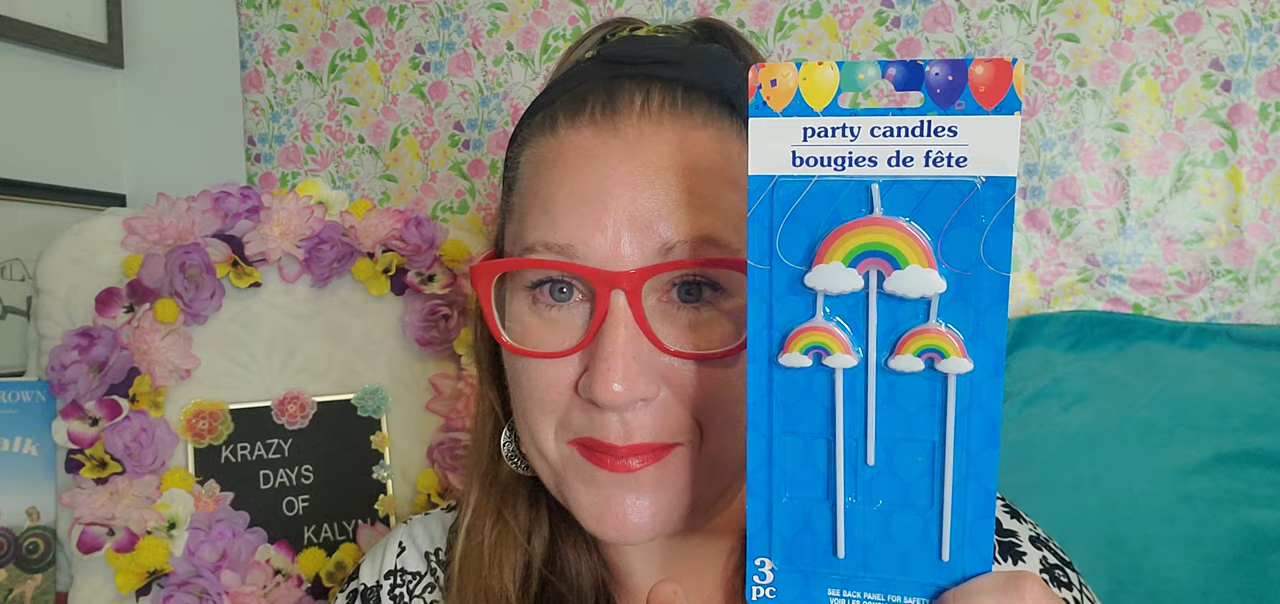 party candles
bougies de fête
KRAZY
DAYS
OF
KALYN
ROWN
alk
3
pc
SEE BACK PANEL FOR SAFETY